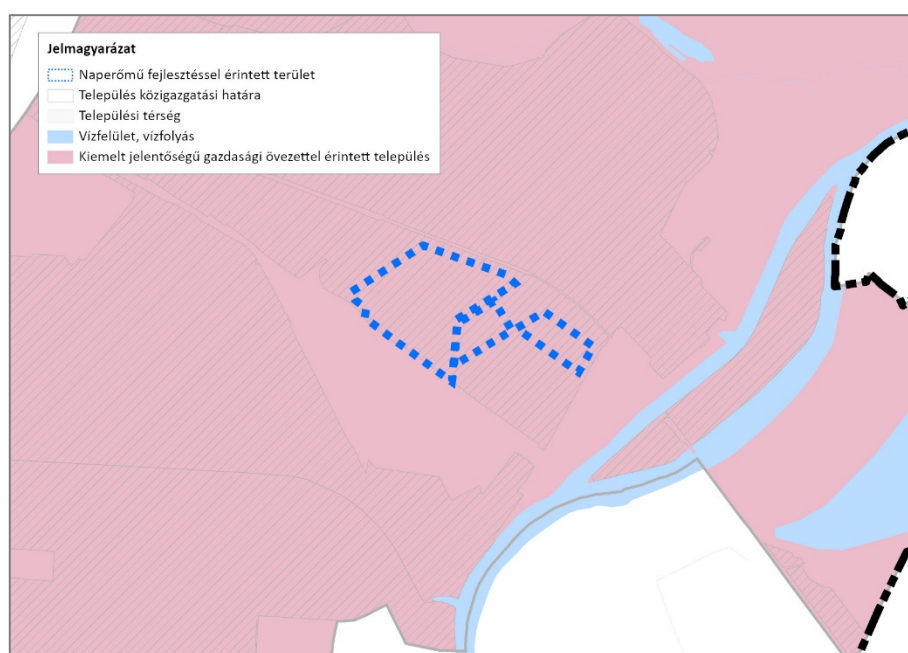 Jelmagyarázat
Naperőmű fejlesztéssel érintett terület
Település közigazgatási határa
Települési térség
Vízfelület, vízfolyás
Kiemelt jelentőségű gazdasági övezettel érintett település